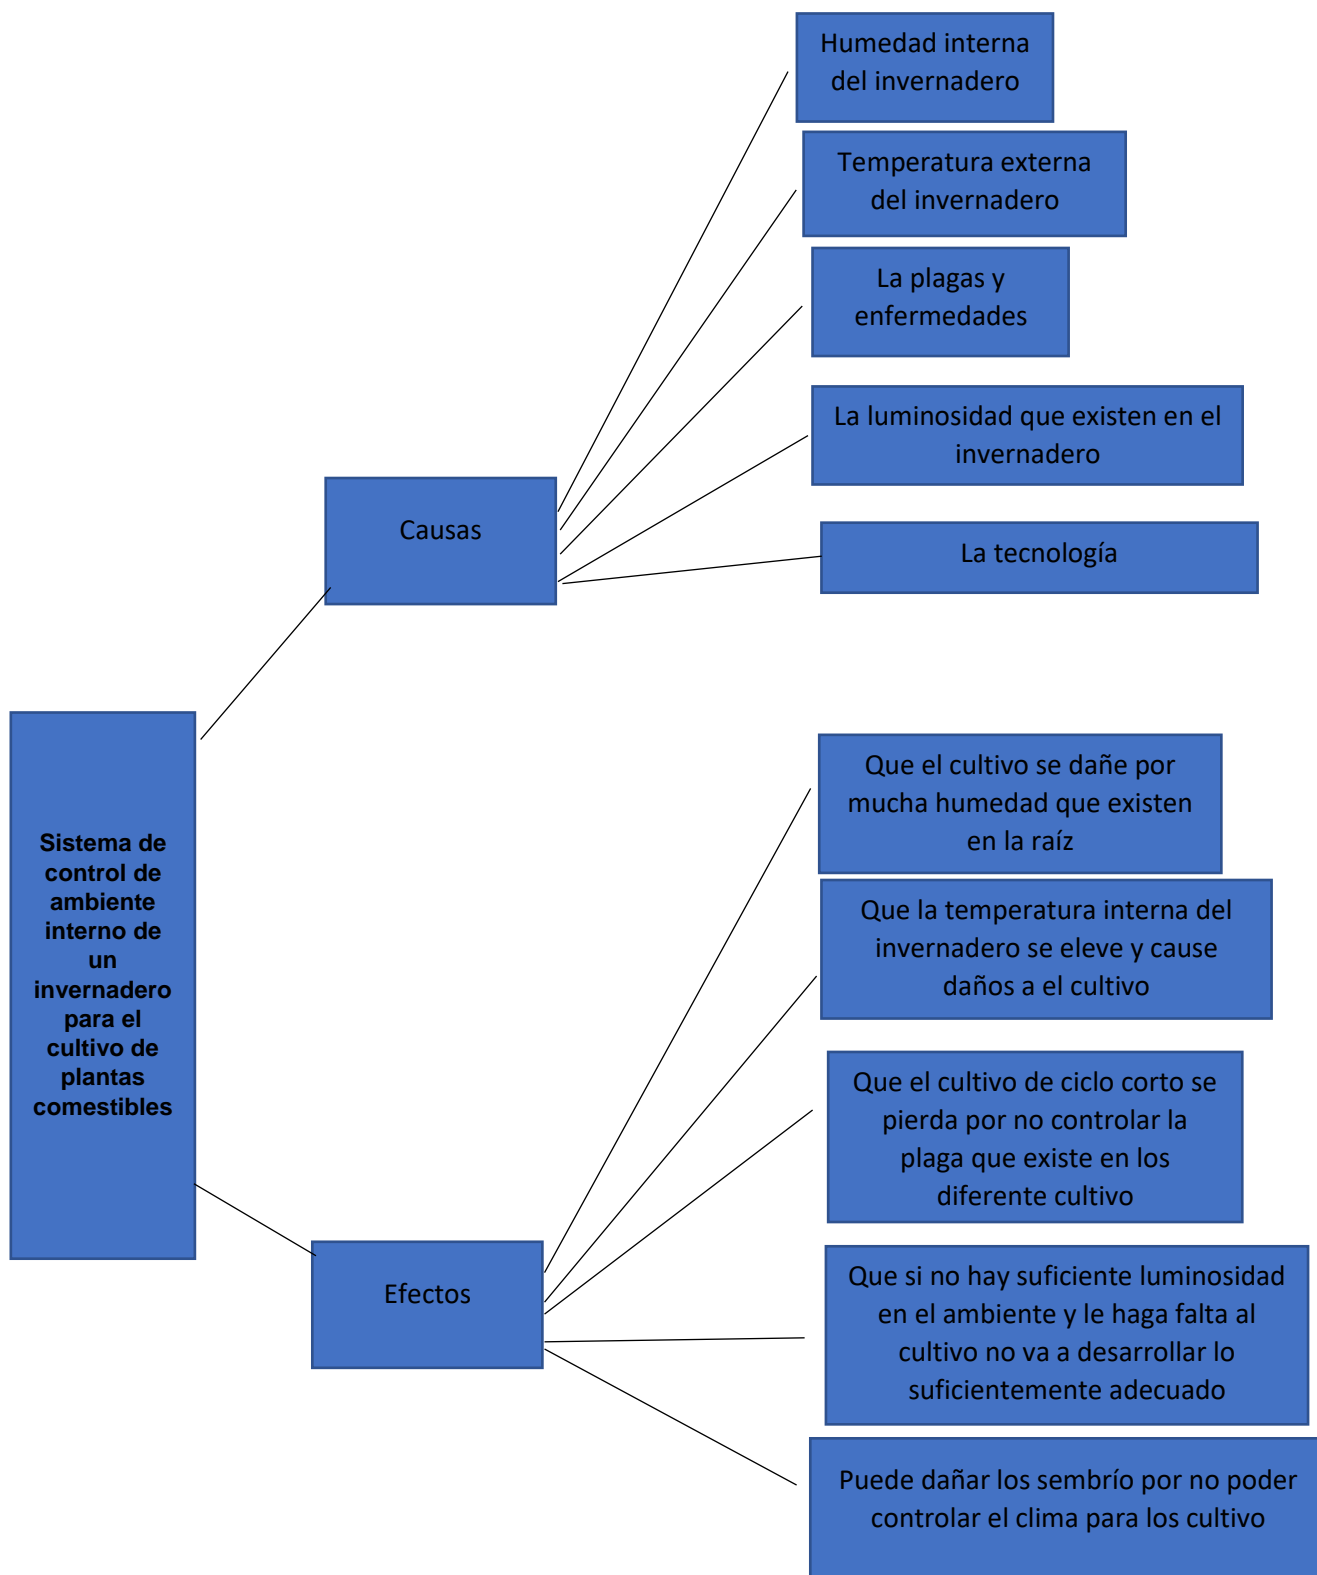 Humedad interna
del invernadero
Temperatura externa
del invernadero
La plagas y
enfermedades
La luminosidad que existen en el
invernadero
Causas
La tecnología
Sistema de
control de
ambiente
interno de
un
invernadero
para el
cultivo de
plantas
comestibles
Que el cultivo se dañe por
mucha humedad que existen
en la raíz
Que la temperatura interna del
invernadero se eleve y cause
daños a el cultivo
Que el cultivo de ciclo corto se
pierda por no controlar la
plaga que existe en los
diferente cultivo
Efectos
Que si no hay suficiente luminosidad
en el ambiente y le haga falta al
cultivo no va a desarrollar lo
suficientemente adecuado
Puede dañar los sembrío por no poder
controlar el clima para los cultivo